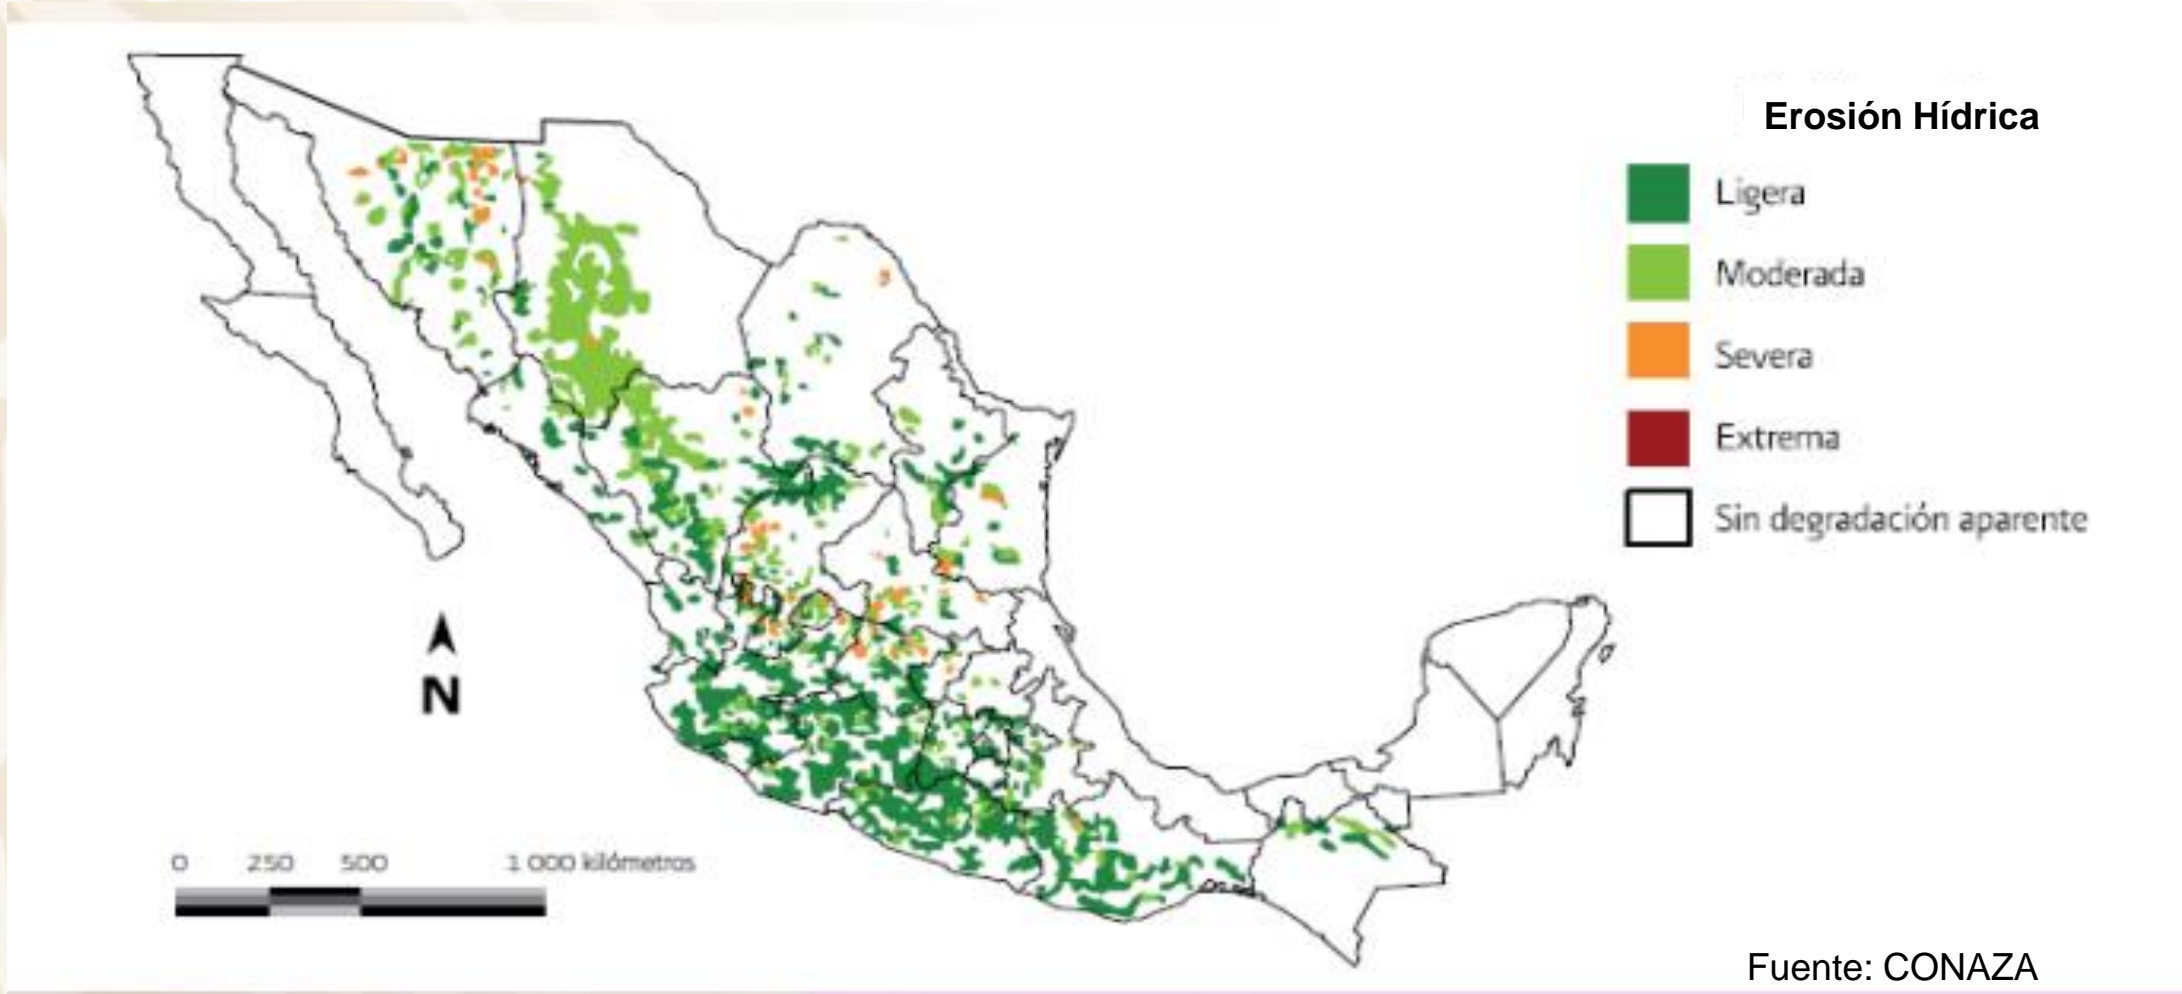 Erosión Hídrica
Ligera
Moderada
Severa
Extrema
Sin degradación aparente
N
0 250 500 1 000 kilómetros
Fuente: CONAZA